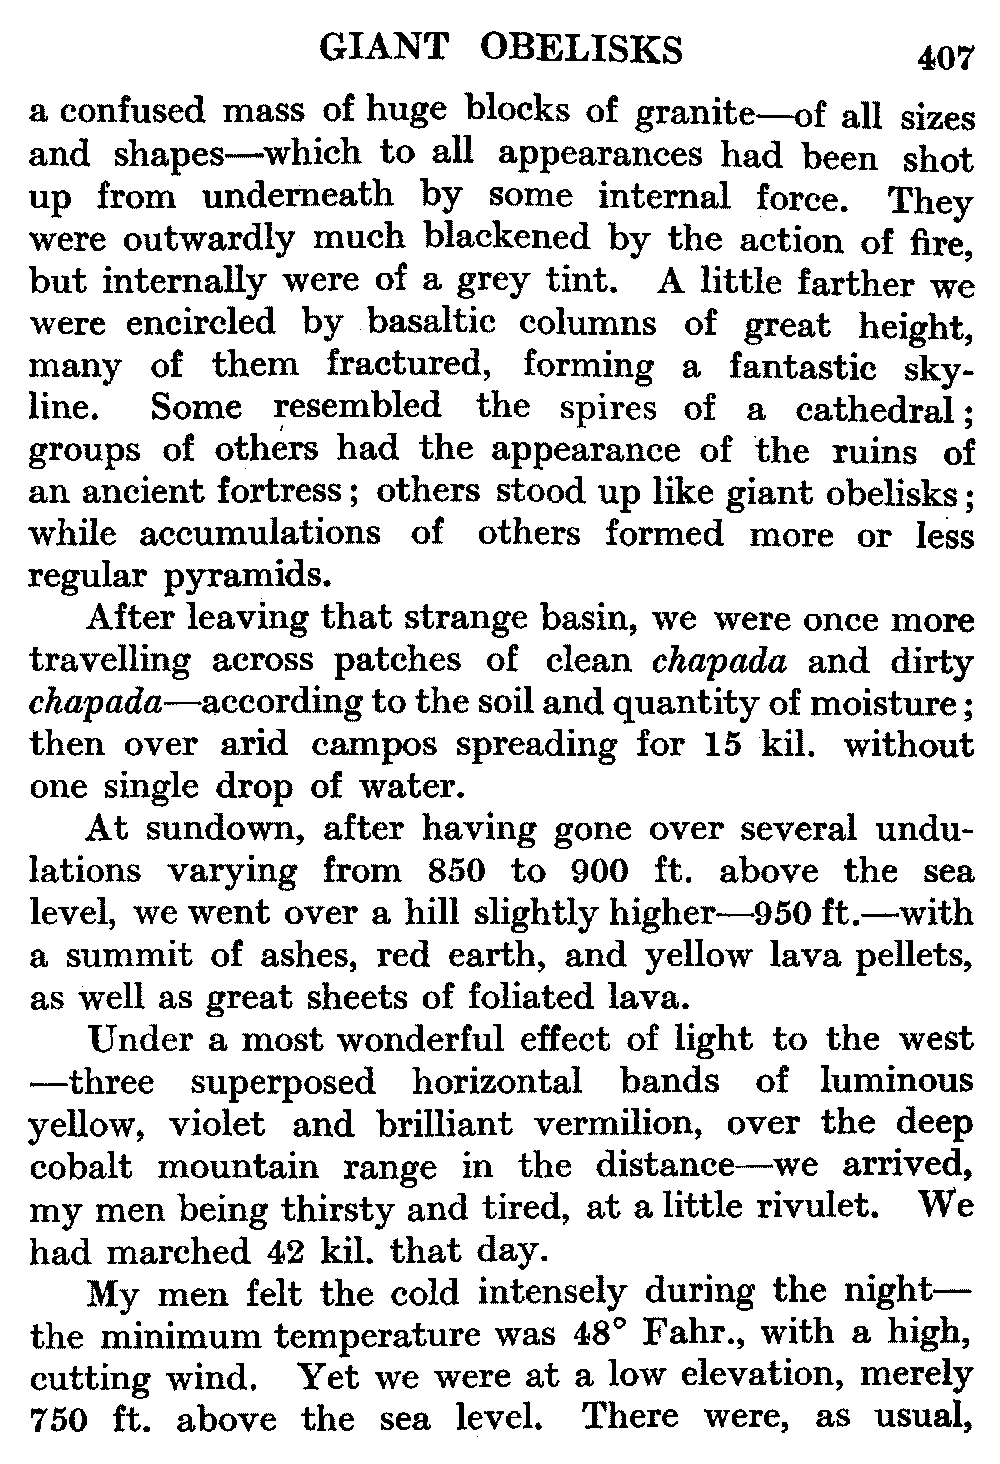 GIANT OBELISKS 407
a confused mass of huge blocks of granite—of all sizes
and shapes—which to all appearances had been shot
up from underneath by some internal force. They
were outwardly much blackened by the action of fire,
but internally were of a grey tint. A little farther we
were encircled by basaltic columns of great height,
many of them fractured, forming a fantastic sky-
line. Some resembled the spires of a cathedral;
groups of others had the appearance of the ruins of
an ancient fortress; others stood up like giant obelisks;
while accumulations of others formed more or less
regular pyramids.
After leaving that strange basin, we were once more
travelling across patches of clean chapada and dirty
chapada—according to the soil and quantity of moisture;
then over arid campos spreading for 15 kil. without
one single drop of water.
At sundown, after having gone over several undu-
lations varying from 850 to 900 ft. above the sea
level, we went over a hill slightly higher—950 ft.—with
a summit of ashes, red earth, and yellow lava pellets,
as well as great sheets of foliated lava.
Under a most wonderful effect of light to the west
—three superposed horizontal bands of luminous
yellow, violet and brilliant vermilion, over the deep
cobalt mountain range in the distance—we arrived,
my men being thirsty and tired, at a little rivulet. We
had marched 42 kil. that day.
My men felt the cold intensely during the night—
the minimum temperature was 48° Fahr., with a high,
cutting wind. Yet we were at a low elevation, merely
750 ft. above the sea level. There were, as usual,